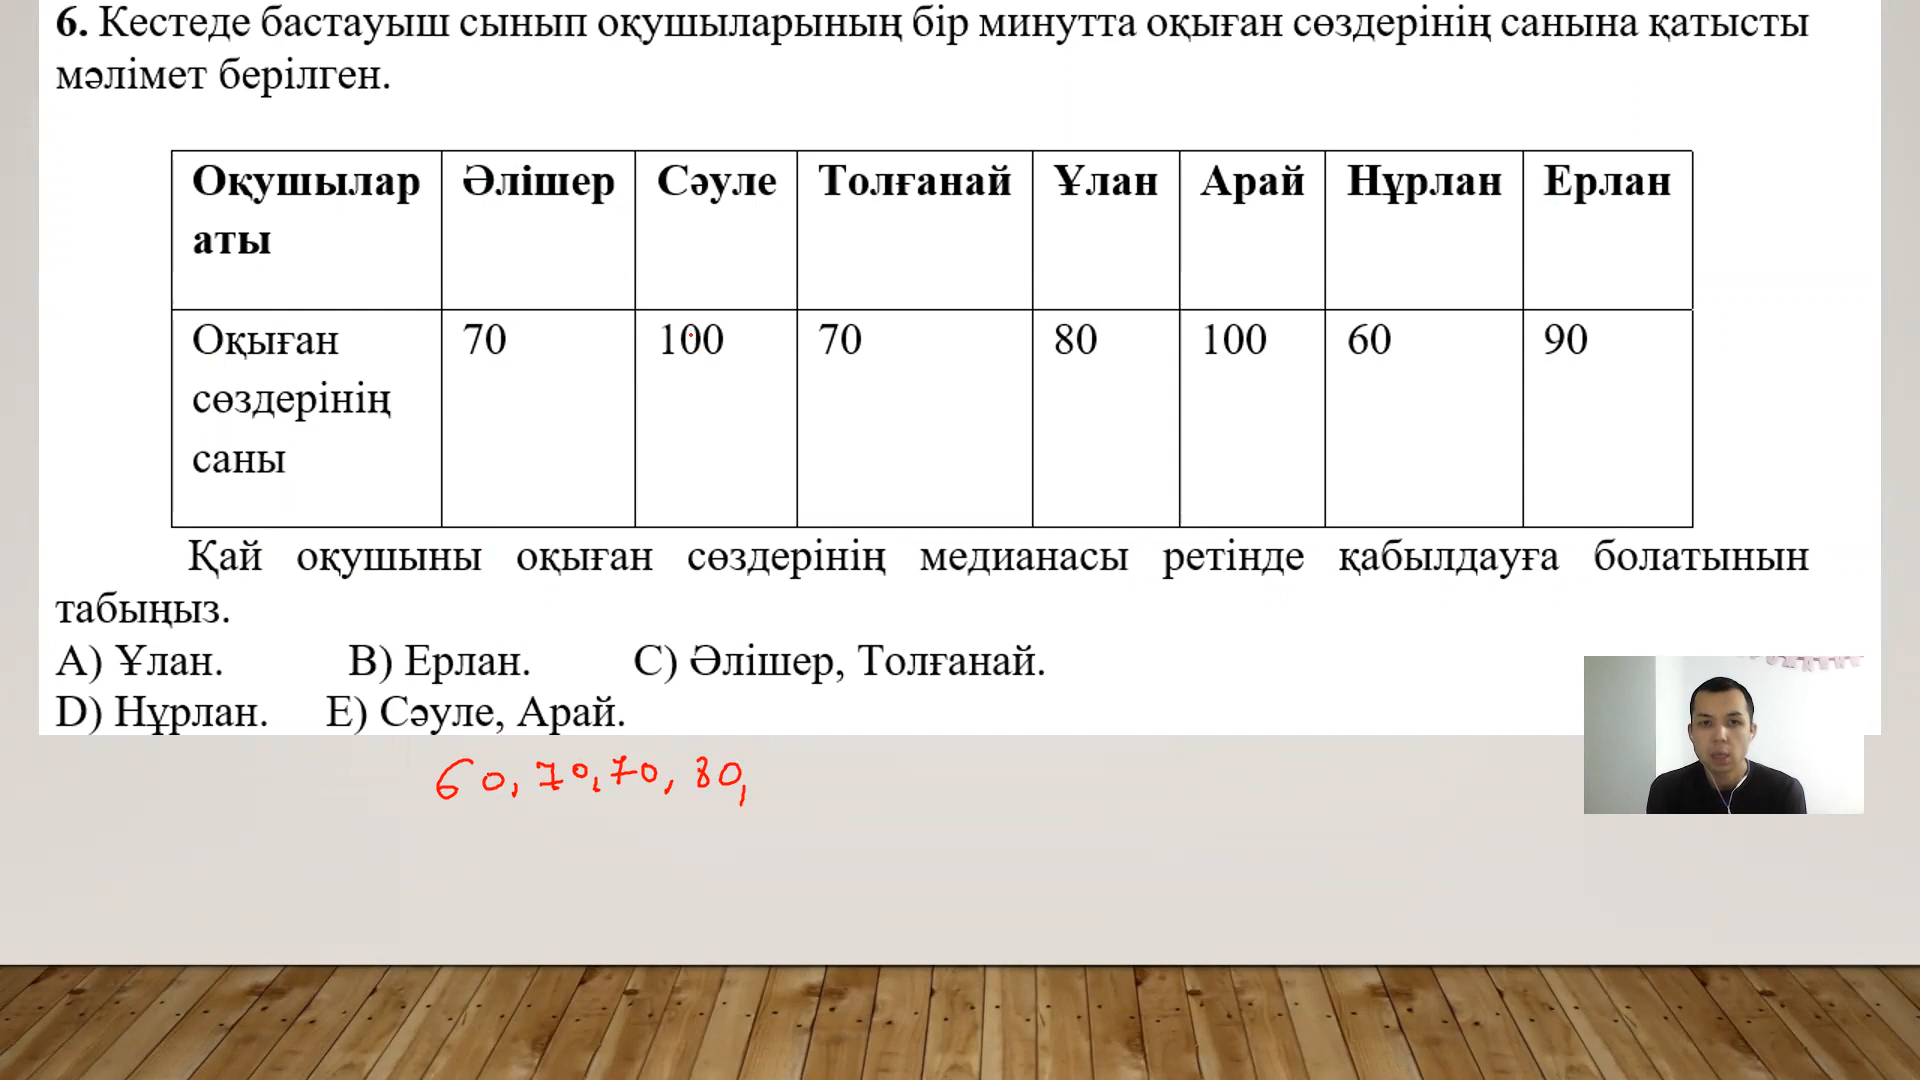 6. Кестеде бастауыш сынып оқушыларының бір минутта оқыған сөздерінің санына қатысты
мәлімет берілген.
Оқушылар аты Әлішер Сәуле Толғанай Ұлан Арай Нұрлан Ерлан
Оқыған сөздерінің саны 70 100 70 80 100 60 90
Қай оқушыны оқыған сөздерінің медианасы ретінде қабылдауға болатынын
табыңыз.
A) Ұлан. B) Ерлан. C) Әлішер, Толғанай.
D) Нұрлан. E) Сәуле, Арай.
60, 70, 70, 80,